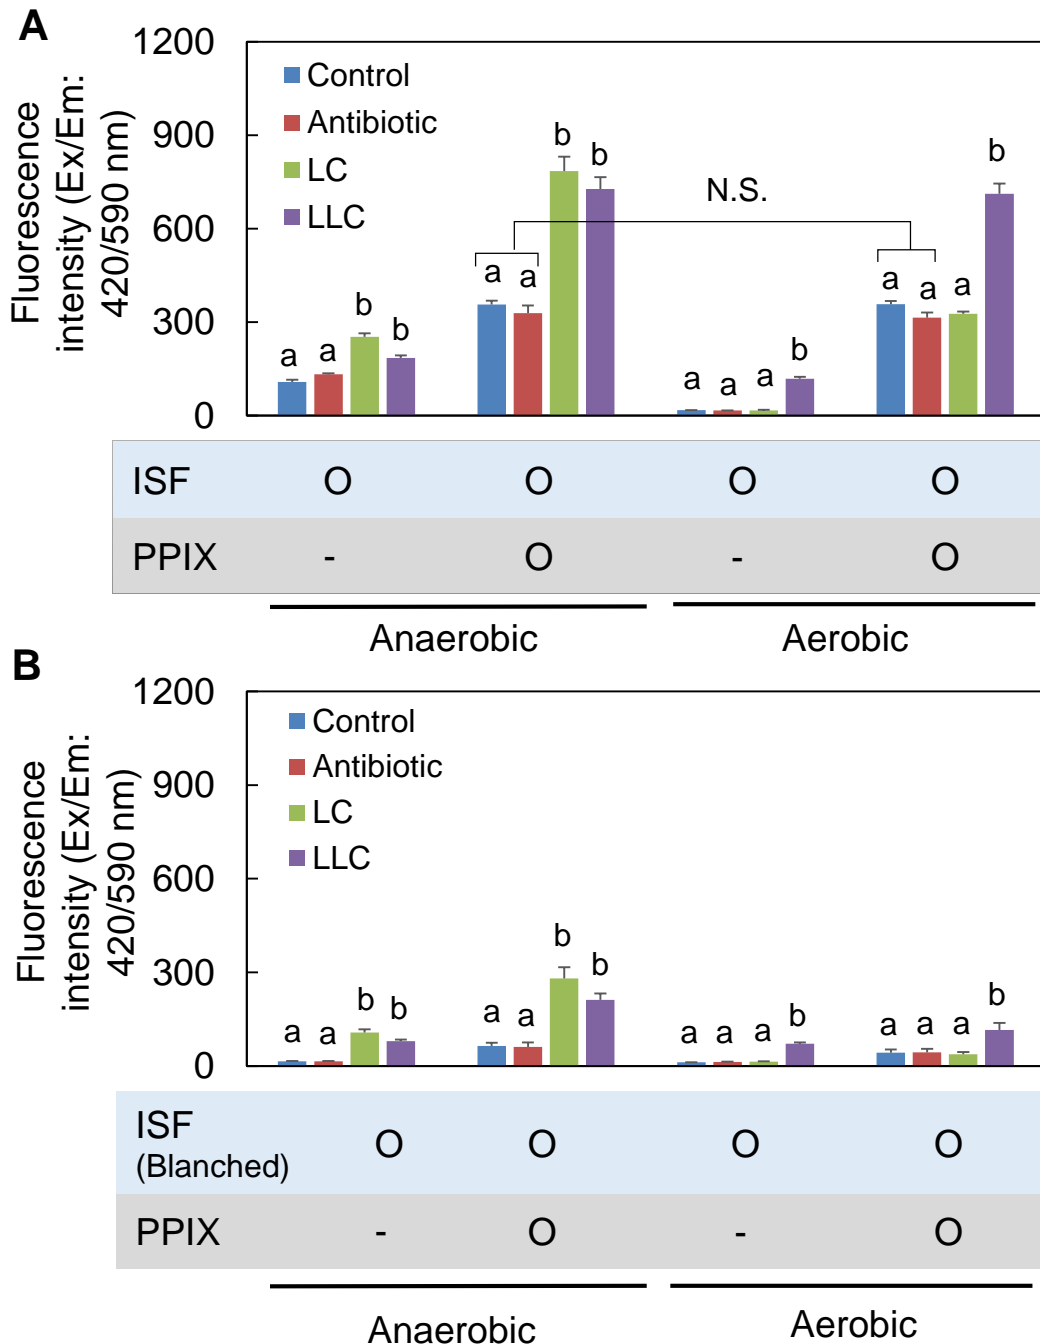 A
Fluorescence
intensity (Ex/Em:
420/590 nm)
1200
900
600
300
0
Control
Antibiotic
LC
LLC
N.S.
a a b b
a a b b
a a a b
a a a b
ISF O O O O
PPIX - O - O
Anaerobic Aerobic
B
Fluorescence
intensity (Ex/Em:
420/590 nm)
1200
900
600
300
0
Control
Antibiotic
LC
LLC
a a b b
a a b b
a a a b
a a a b
ISF
(Blanched) O O O O
PPIX - O - O
Anaerobic Aerobic